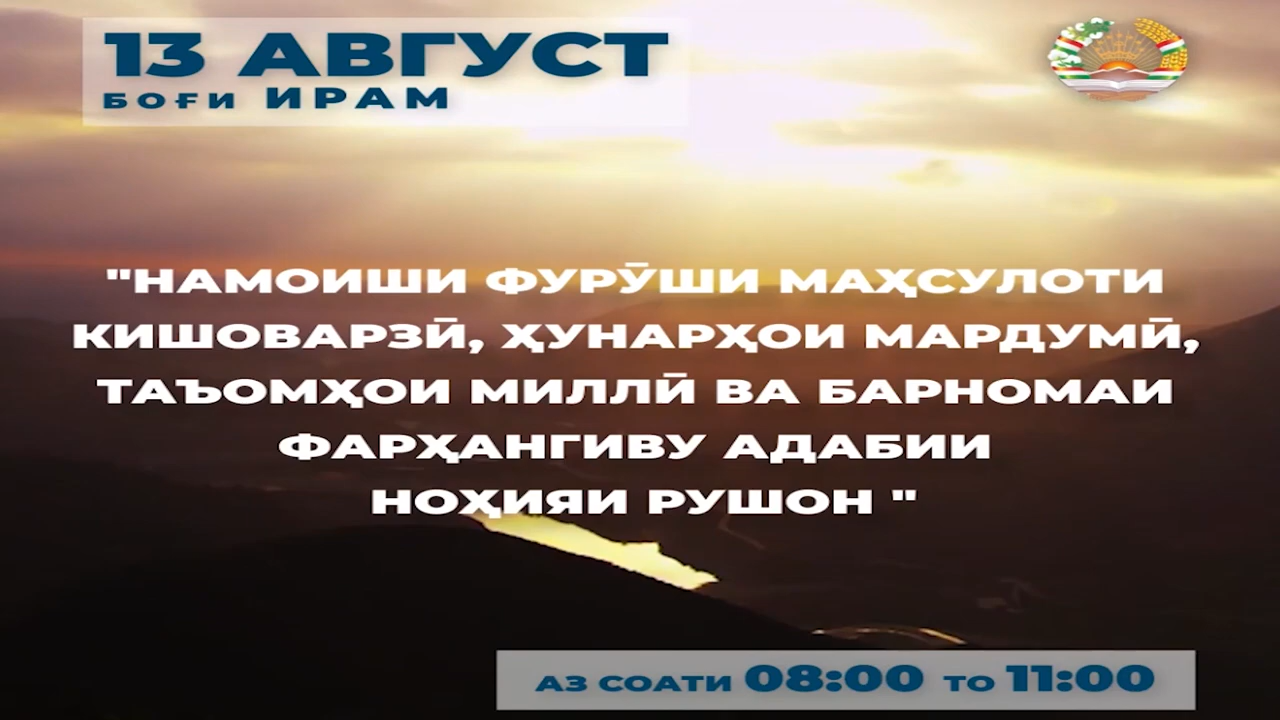 13 АВГУСТ
БОҒИ ИРАМ
"НАМОИШИ ФУРӮШИ МАҲСУЛОТИ
КИШОВАРЗӢ, ҲУНАРҲОИ МАРДУМӢ,
ТАЪОМҲОИ МИЛЛӢ ВА БАРНОМАИ
ФАРҲАНГИВУ АДАБИИ
НОҲИЯИ РУШОН "
АЗ СОАТИ 08:00 ТО 11:00